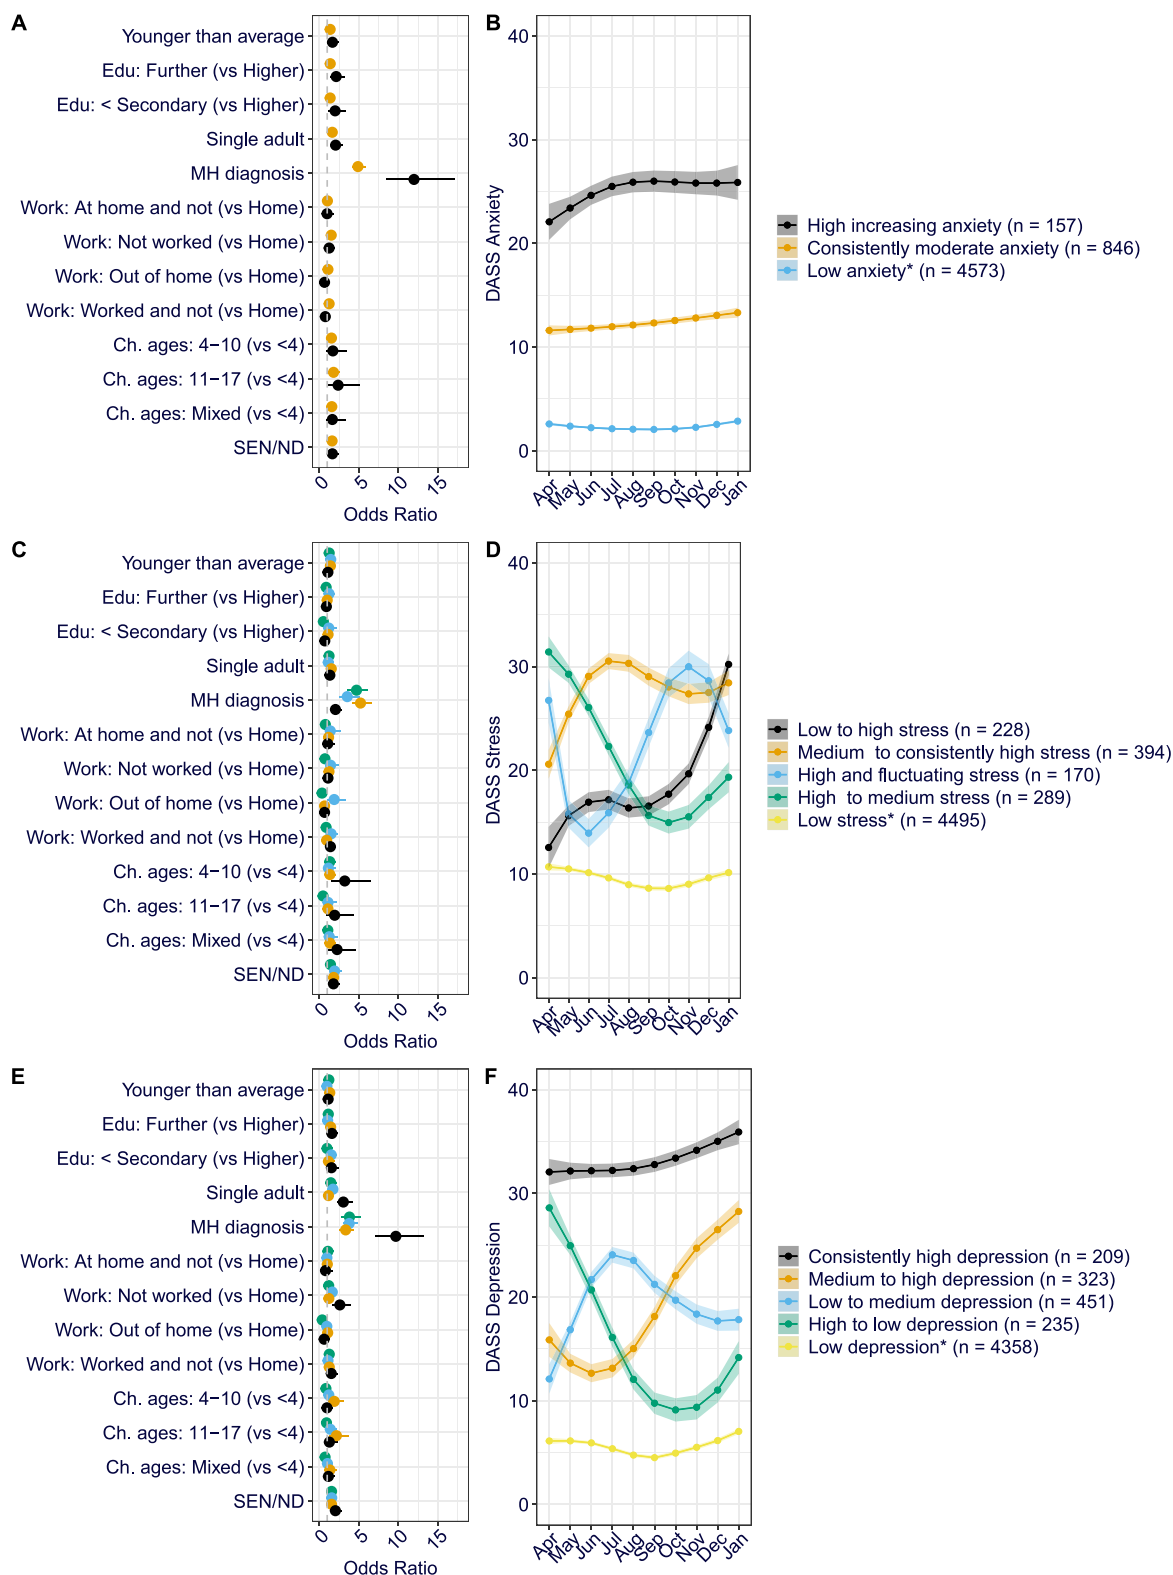 A
Younger than average
Edu: Further (vs Higher)
Edu: < Secondary (vs Higher)
Single adult
MH diagnosis
Work: At home and not (vs Home)
Work: Not worked (vs Home)
Work: Out of home (vs Home)
Work: Worked and not (vs Home)
Ch. ages: 4−10 (vs <4)
Ch. ages: 11−17 (vs <4)
Ch. ages: Mixed (vs <4)
SEN/ND
0 5 10 15
Odds Ratio
B
DASS Anxiety
40
30
20
10
0
Apr May Jun Jul Aug Sep Oct Nov Dec Jan
High increasing anxiety (n = 157)
Consistently moderate anxiety (n = 846)
Low anxiety* (n = 4573)
C
Younger than average
Edu: Further (vs Higher)
Edu: < Secondary (vs Higher)
Single adult
MH diagnosis
Work: At home and not (vs Home)
Work: Not worked (vs Home)
Work: Out of home (vs Home)
Work: Worked and not (vs Home)
Ch. ages: 4−10 (vs <4)
Ch. ages: 11−17 (vs <4)
Ch. ages: Mixed (vs <4)
SEN/ND
0 5 10 15
Odds Ratio
D
DASS Stress
40
30
20
10
0
Apr May Jun Jul Aug Sep Oct Nov Dec Jan
Low to high stress (n = 228)
Medium  to consistently high stress (n = 394)
High and fluctuating stress (n = 170)
High  to medium stress (n = 289)
Low stress* (n = 4495)
E
Younger than average
Edu: Further (vs Higher)
Edu: < Secondary (vs Higher)
Single adult
MH diagnosis
Work: At home and not (vs Home)
Work: Not worked (vs Home)
Work: Out of home (vs Home)
Work: Worked and not (vs Home)
Ch. ages: 4−10 (vs <4)
Ch. ages: 11−17 (vs <4)
Ch. ages: Mixed (vs <4)
SEN/ND
0 5 10 15
Odds Ratio
F
DASS Depression
40
30
20
10
0
Apr May Jun Jul Aug Sep Oct Nov Dec Jan
Consistently high depression (n = 209)
Medium to high depression (n = 323)
Low to medium depression (n = 451)
High to low depression (n = 235)
Low depression* (n = 4358)